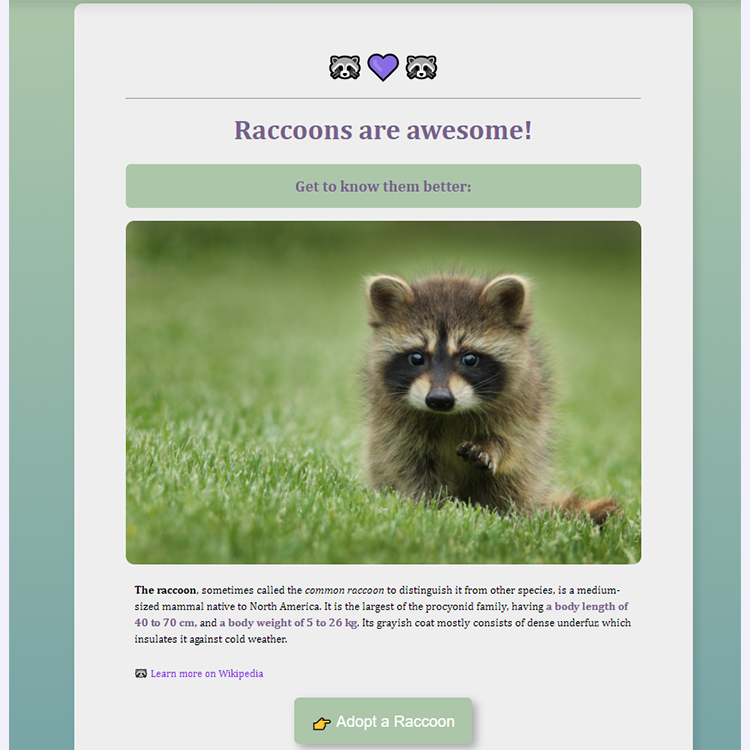 Raccoons are awesome!
Get to know them better:
The raccoon, sometimes called the common raccoon to distinguish it from other species, is a medium-
sized mammal native to North America. It is the largest of the procyonid family, having a body length of
40 to 70 cm, and a body weight of 5 to 26 kg. Its grayish coat mostly consists of dense underfur, which
insulates it against cold weather.
🦝 Learn more on Wikipedia
👉 Adopt a Raccoon